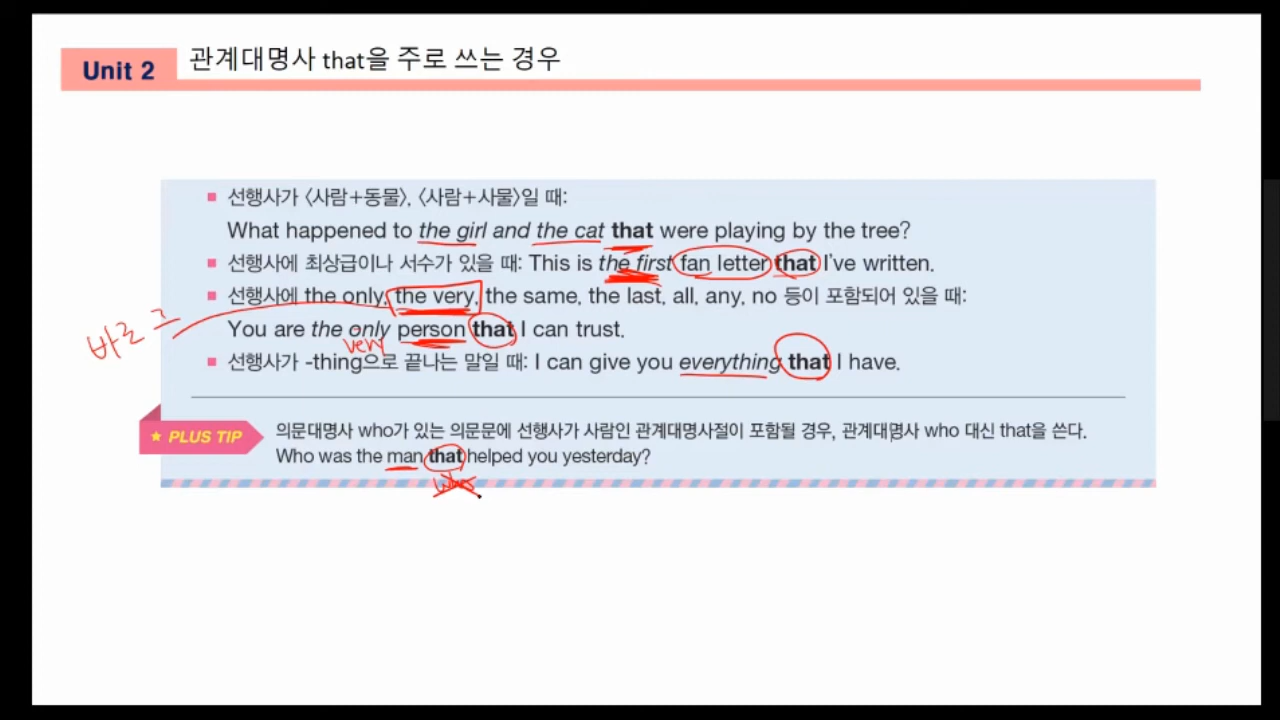 Unit 2 관계대명사 that을 주로 쓰는 경우
■ 선행사가 〈사람+동물〉, 〈사람+사물〉일 때:
What happened to the girl and the cat that were playing by the tree?
■ 선행사에 최상급이나 서수가 있을 때: This is the first fan letter that I've written.
■ 선행사에 the only, the very, the same, the last, all, any, no 등이 포함되어 있을 때:
바로 그
You are the only person that I can trust.
very
■ 선행사가 -thing으로 끝나는 말일 때: I can give you everything that I have.
★ PLUS TIP
의문대명사 who가 있는 의문문에 선행사가 사람인 관계대명사절이 포함될 경우, 관계대명사 who 대신 that을 쓴다.
Who was the man that helped you yesterday?
who